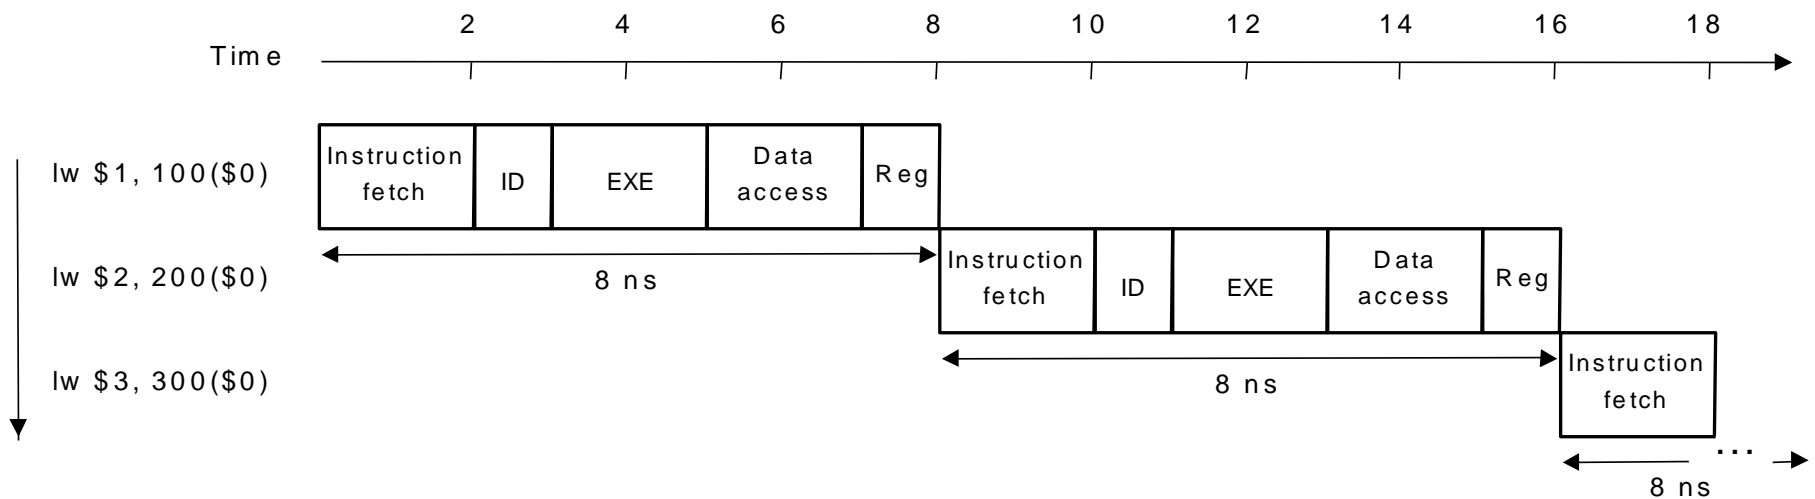 2 4 6 8 10 12 14 16 18
Time
lw $1, 100($0)
Instruction
fetch
ID
EXE
Data
access
Reg
8 ns
lw $2, 200($0)
Instruction
fetch
ID
EXE
Data
access
Reg
8 ns
lw $3, 300($0)
Instruction
fetch
...
8 ns